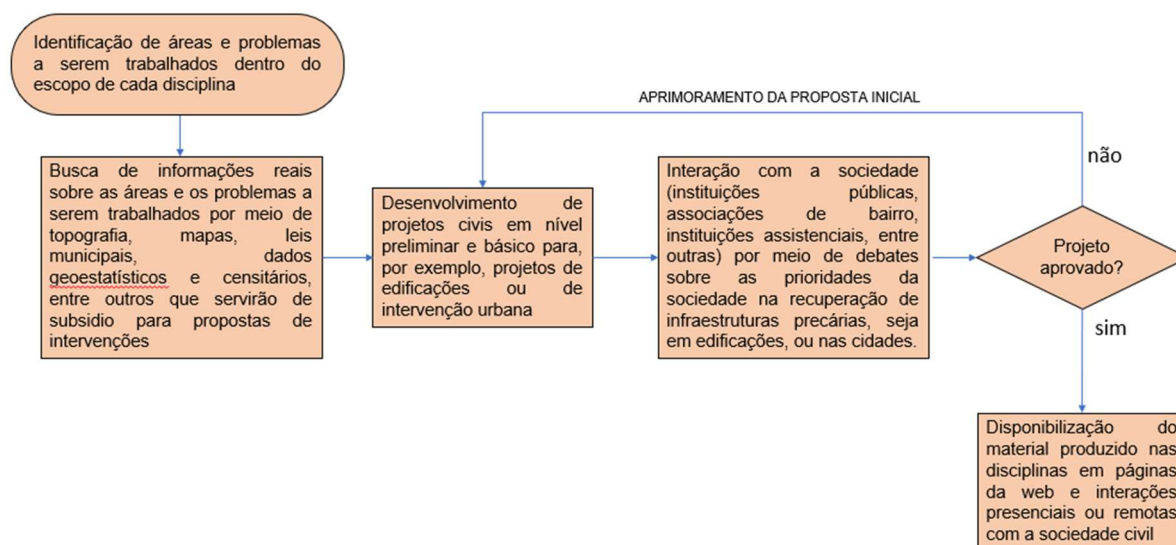 Identificação de áreas e problemas
a serem trabalhados dentro do
escopo de cada disciplina
Busca de informações reais
sobre as áreas e os problemas a
serem trabalhados por meio de
topografia, mapas, leis
municipais, dados
geoestatísticos e censitários,
entre outros que servirão de
subsidio para propostas de
intervenções
APRIMORAMENTO DA PROPOSTA INICIAL
Desenvolvimento de
projetos civis em nível
preliminar e básico para,
por exemplo, projetos de
edificações ou de
intervenção urbana
Interação com a sociedade
(instituições públicas,
associações de bairro,
instituições assistenciais, entre
outras) por meio de debates
sobre as prioridades da
sociedade na recuperação de
infraestruturas precárias, seja
em edificações, ou nas cidades.
não
Projeto
aprovado?
sim
Disponibilização do
material produzido nas
disciplinas em páginas
da web e interações
presenciais ou remotas
com a sociedade civil